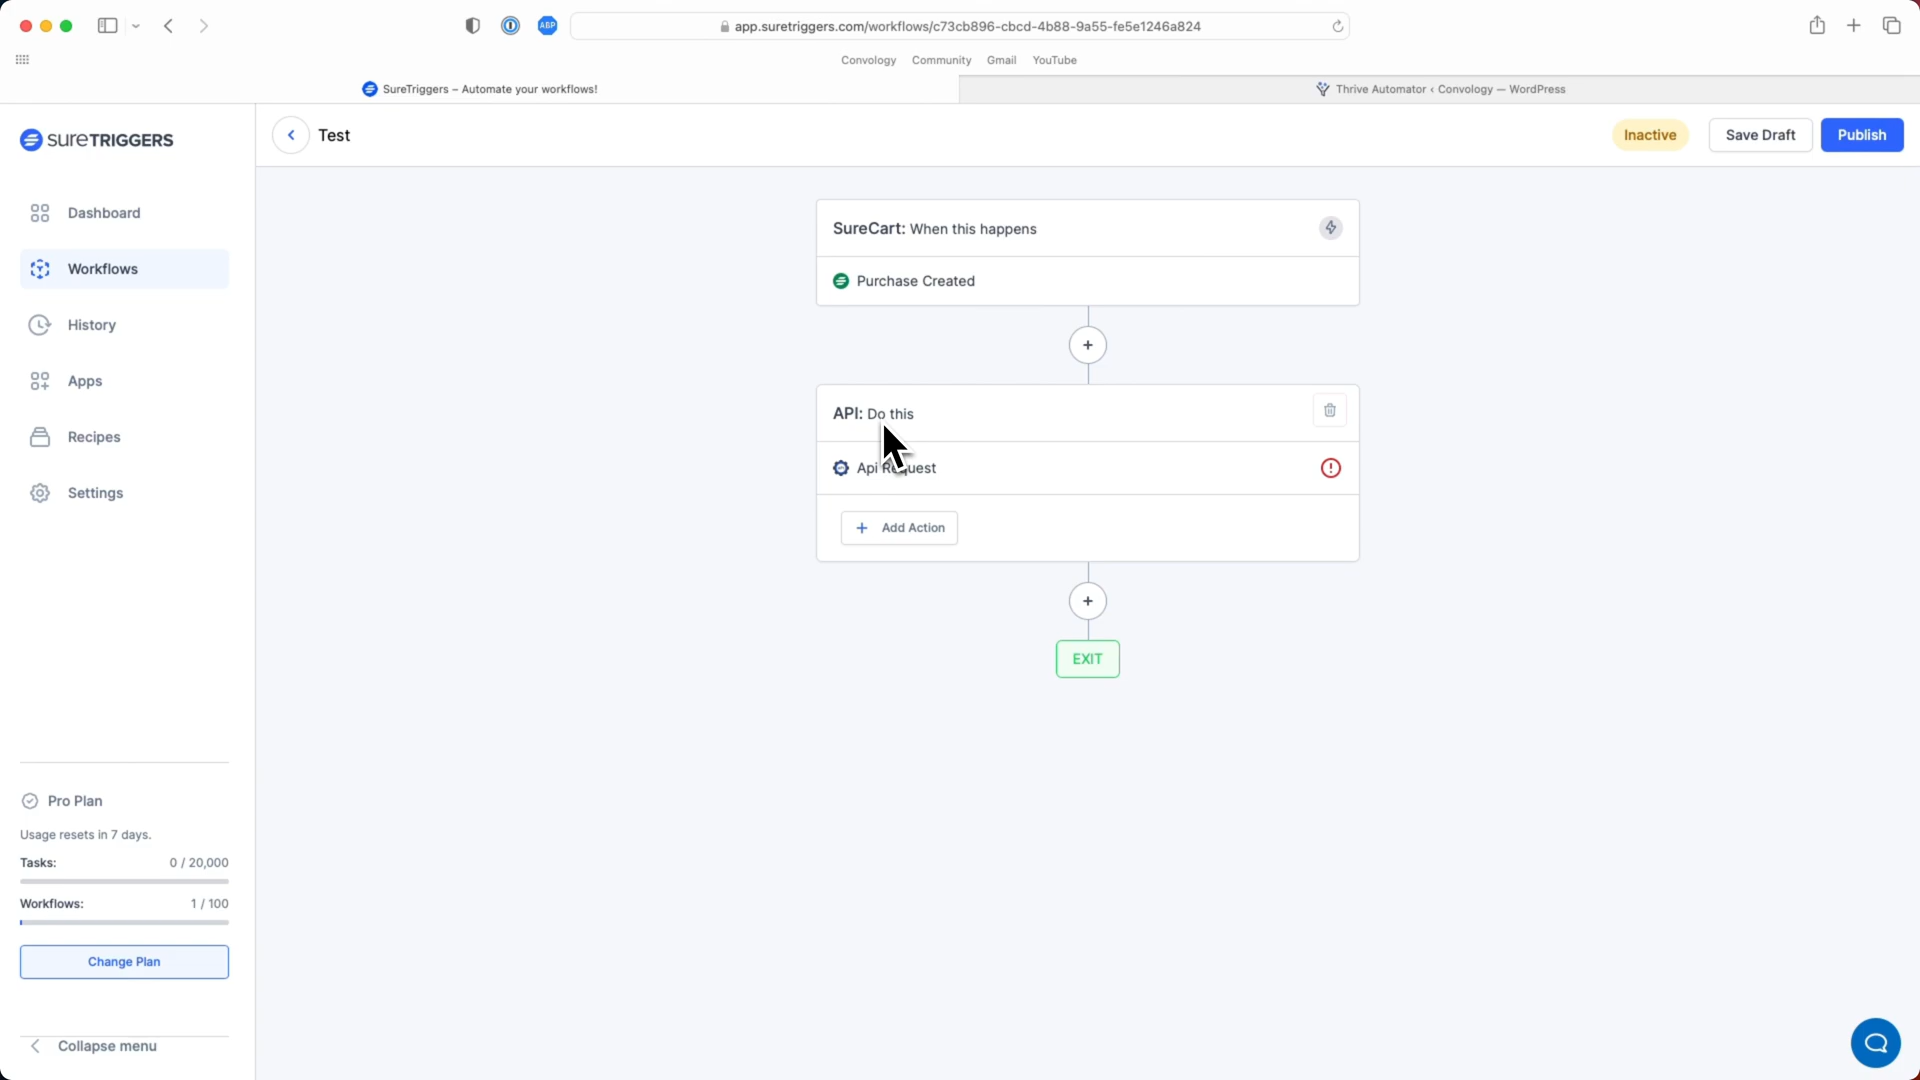 ABP
app.suretriggers.com/workflows/c73cb896-cbcd-4b88-9a55-fe5e1246a824
Convology Community Gmail YouTube
SureTriggers – Automate your workflows!
Thrive Automator ‹ Convology — WordPress
sureTRIGGERS
Test
Inactive
Save Draft
Publish
Dashboard
Workflows
History
Apps
Recipes
Settings
SureCart: When this happens
Purchase Created
+
API: Do this
Api Request
+ Add Action
+
EXIT
Pro Plan
Usage resets in 7 days.
Tasks: 0 / 20,000
Workflows: 1 / 100
Change Plan
Collapse menu